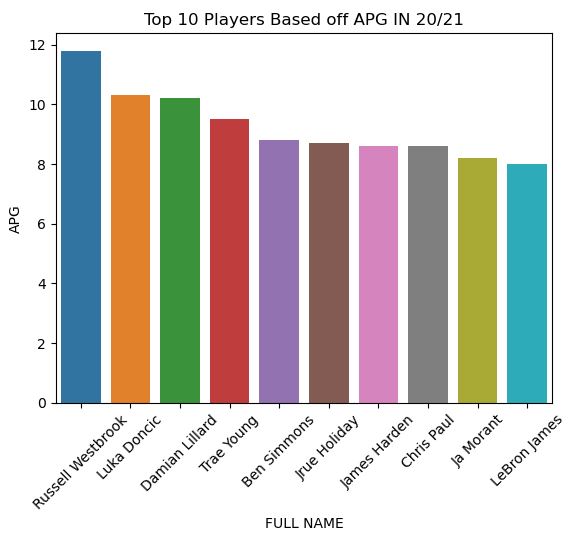 Top 10 Players Based off APG IN 20/21
APG
12
10
8
6
4
2
0
Russell Westbrook
Luka Doncic
Damian Lillard
Trae Young
Ben Simmons
Jrue Holiday
James Harden
Chris Paul
Ja Morant
LeBron James
FULL NAME